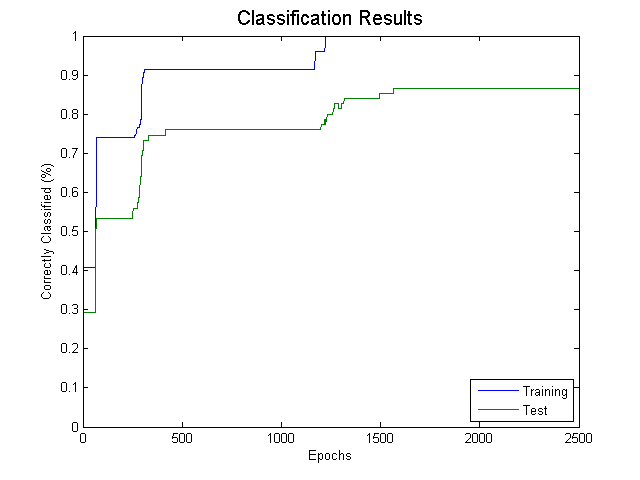 Classification Results
1
0.9
0.8
0.7
0.6
0.5
0.4
0.3
0.2
0.1
0
Correctly Classified (%)
0 500 1000 1500 2000 2500
Epochs
Training
Test